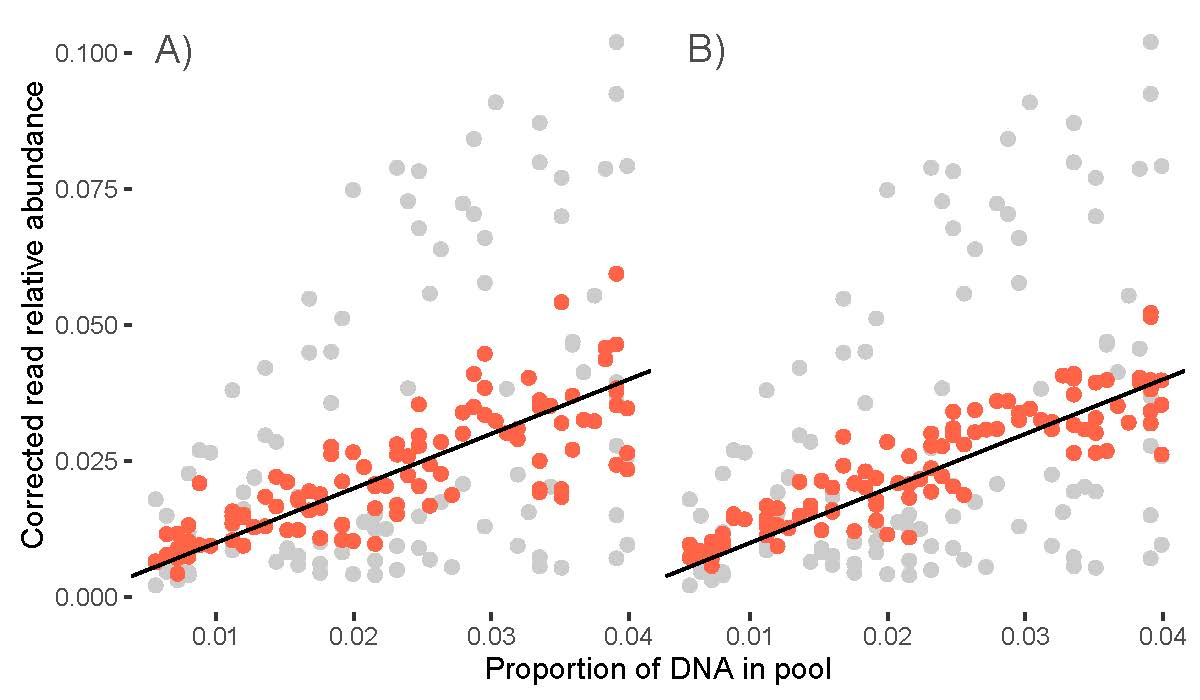 A) B)
Corrected read relative abundance
0.100
0.075
0.050
0.025
0.000
0.01 0.02 0.03 0.04 0.01 0.02 0.03 0.04
Proportion of DNA in pool